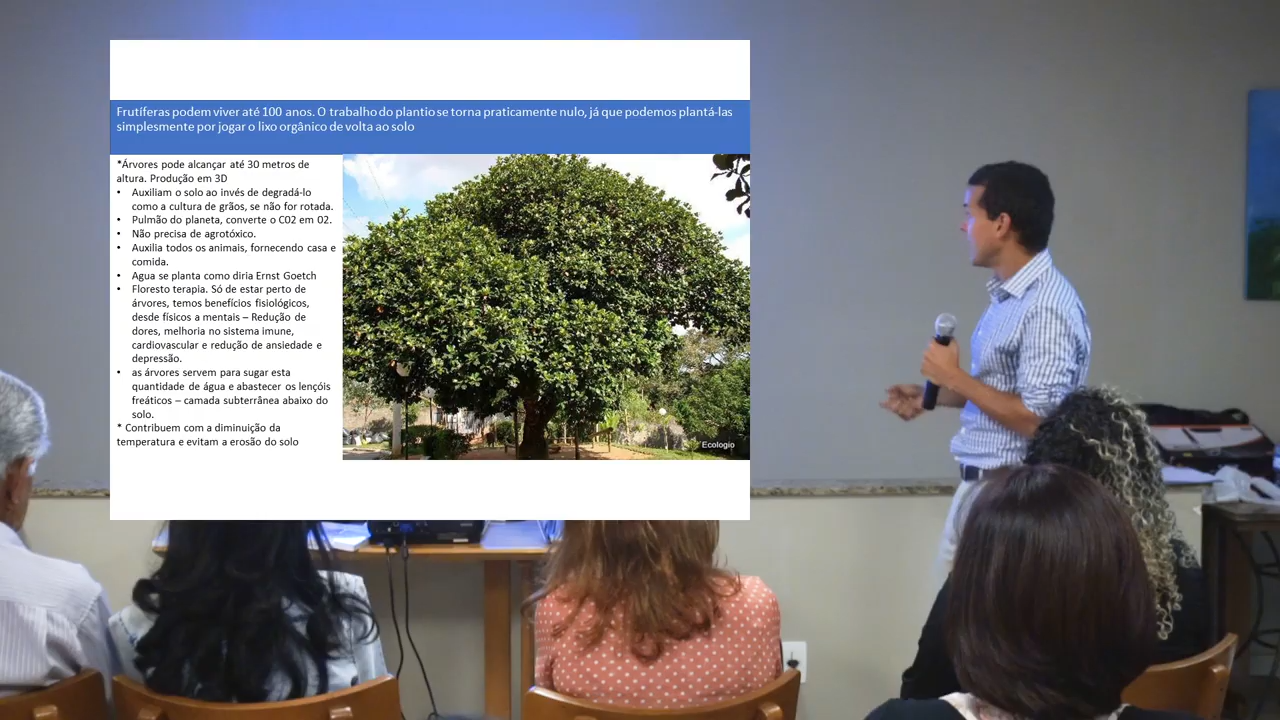 Frutíferas podem viver até 100 anos. O trabalho do plantio se torna praticamente nulo, já que podemos plantá-las
simplesmente por jogar o lixo orgânico de volta ao solo
*Árvores pode alcançar até 30 metros de
altura. Produção em 3D
• Auxiliam o solo ao invés de degradá-lo
como a cultura de grãos, se não for rotada.
• Pulmão do planeta, converte o C02 em 02.
• Não precisa de agrotóxico.
• Auxilia todos os animais, fornecendo casa e
comida.
• Agua se planta como diria Ernst Goetch
• Floresto terapia. Só de estar perto de
árvores, temos benefícios fisiológicos,
desde físicos a mentais – Redução de
dores, melhoria no sistema imune,
cardiovascular e redução de ansiedade e
depressão.
• as árvores servem para sugar esta
quantidade de água e abastecer os lençóis
freáticos – camada subterrânea abaixo do
solo.
* Contribuem com a diminuição da
temperatura e evitam a erosão do solo
Ecologio